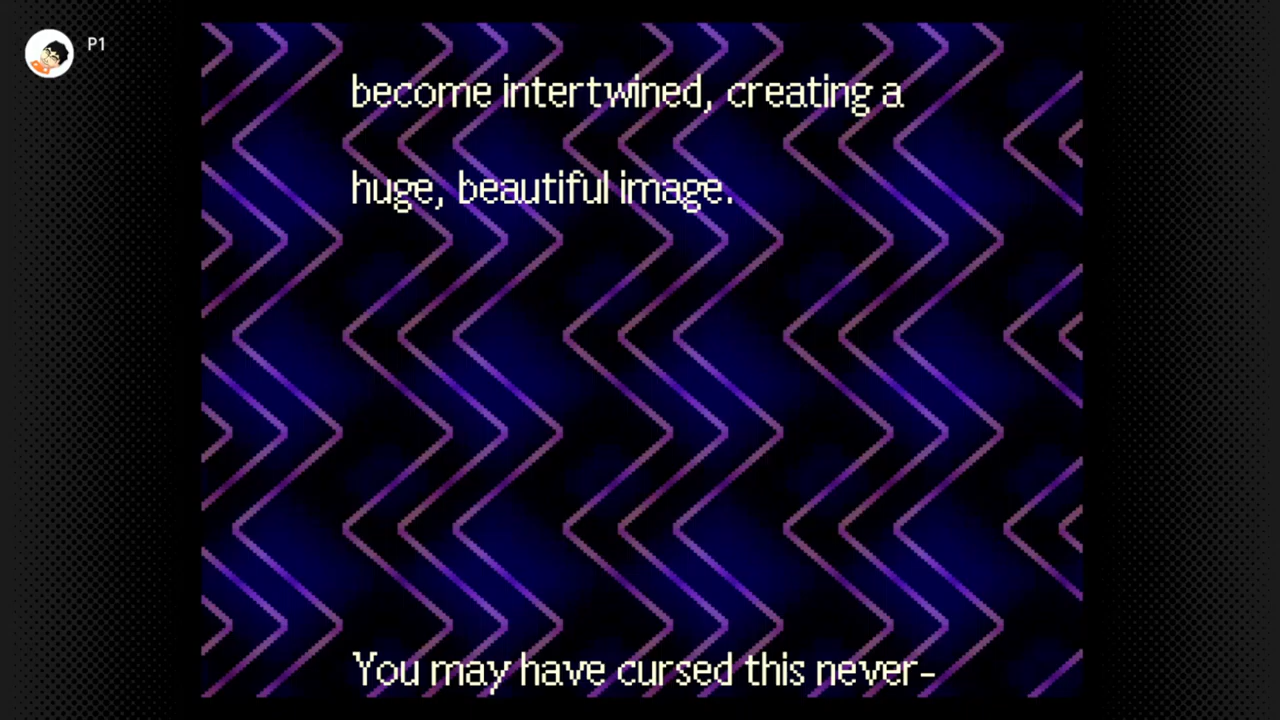 P1
become intertwined, creating a
huge, beautiful image.
You may have cursed this never-